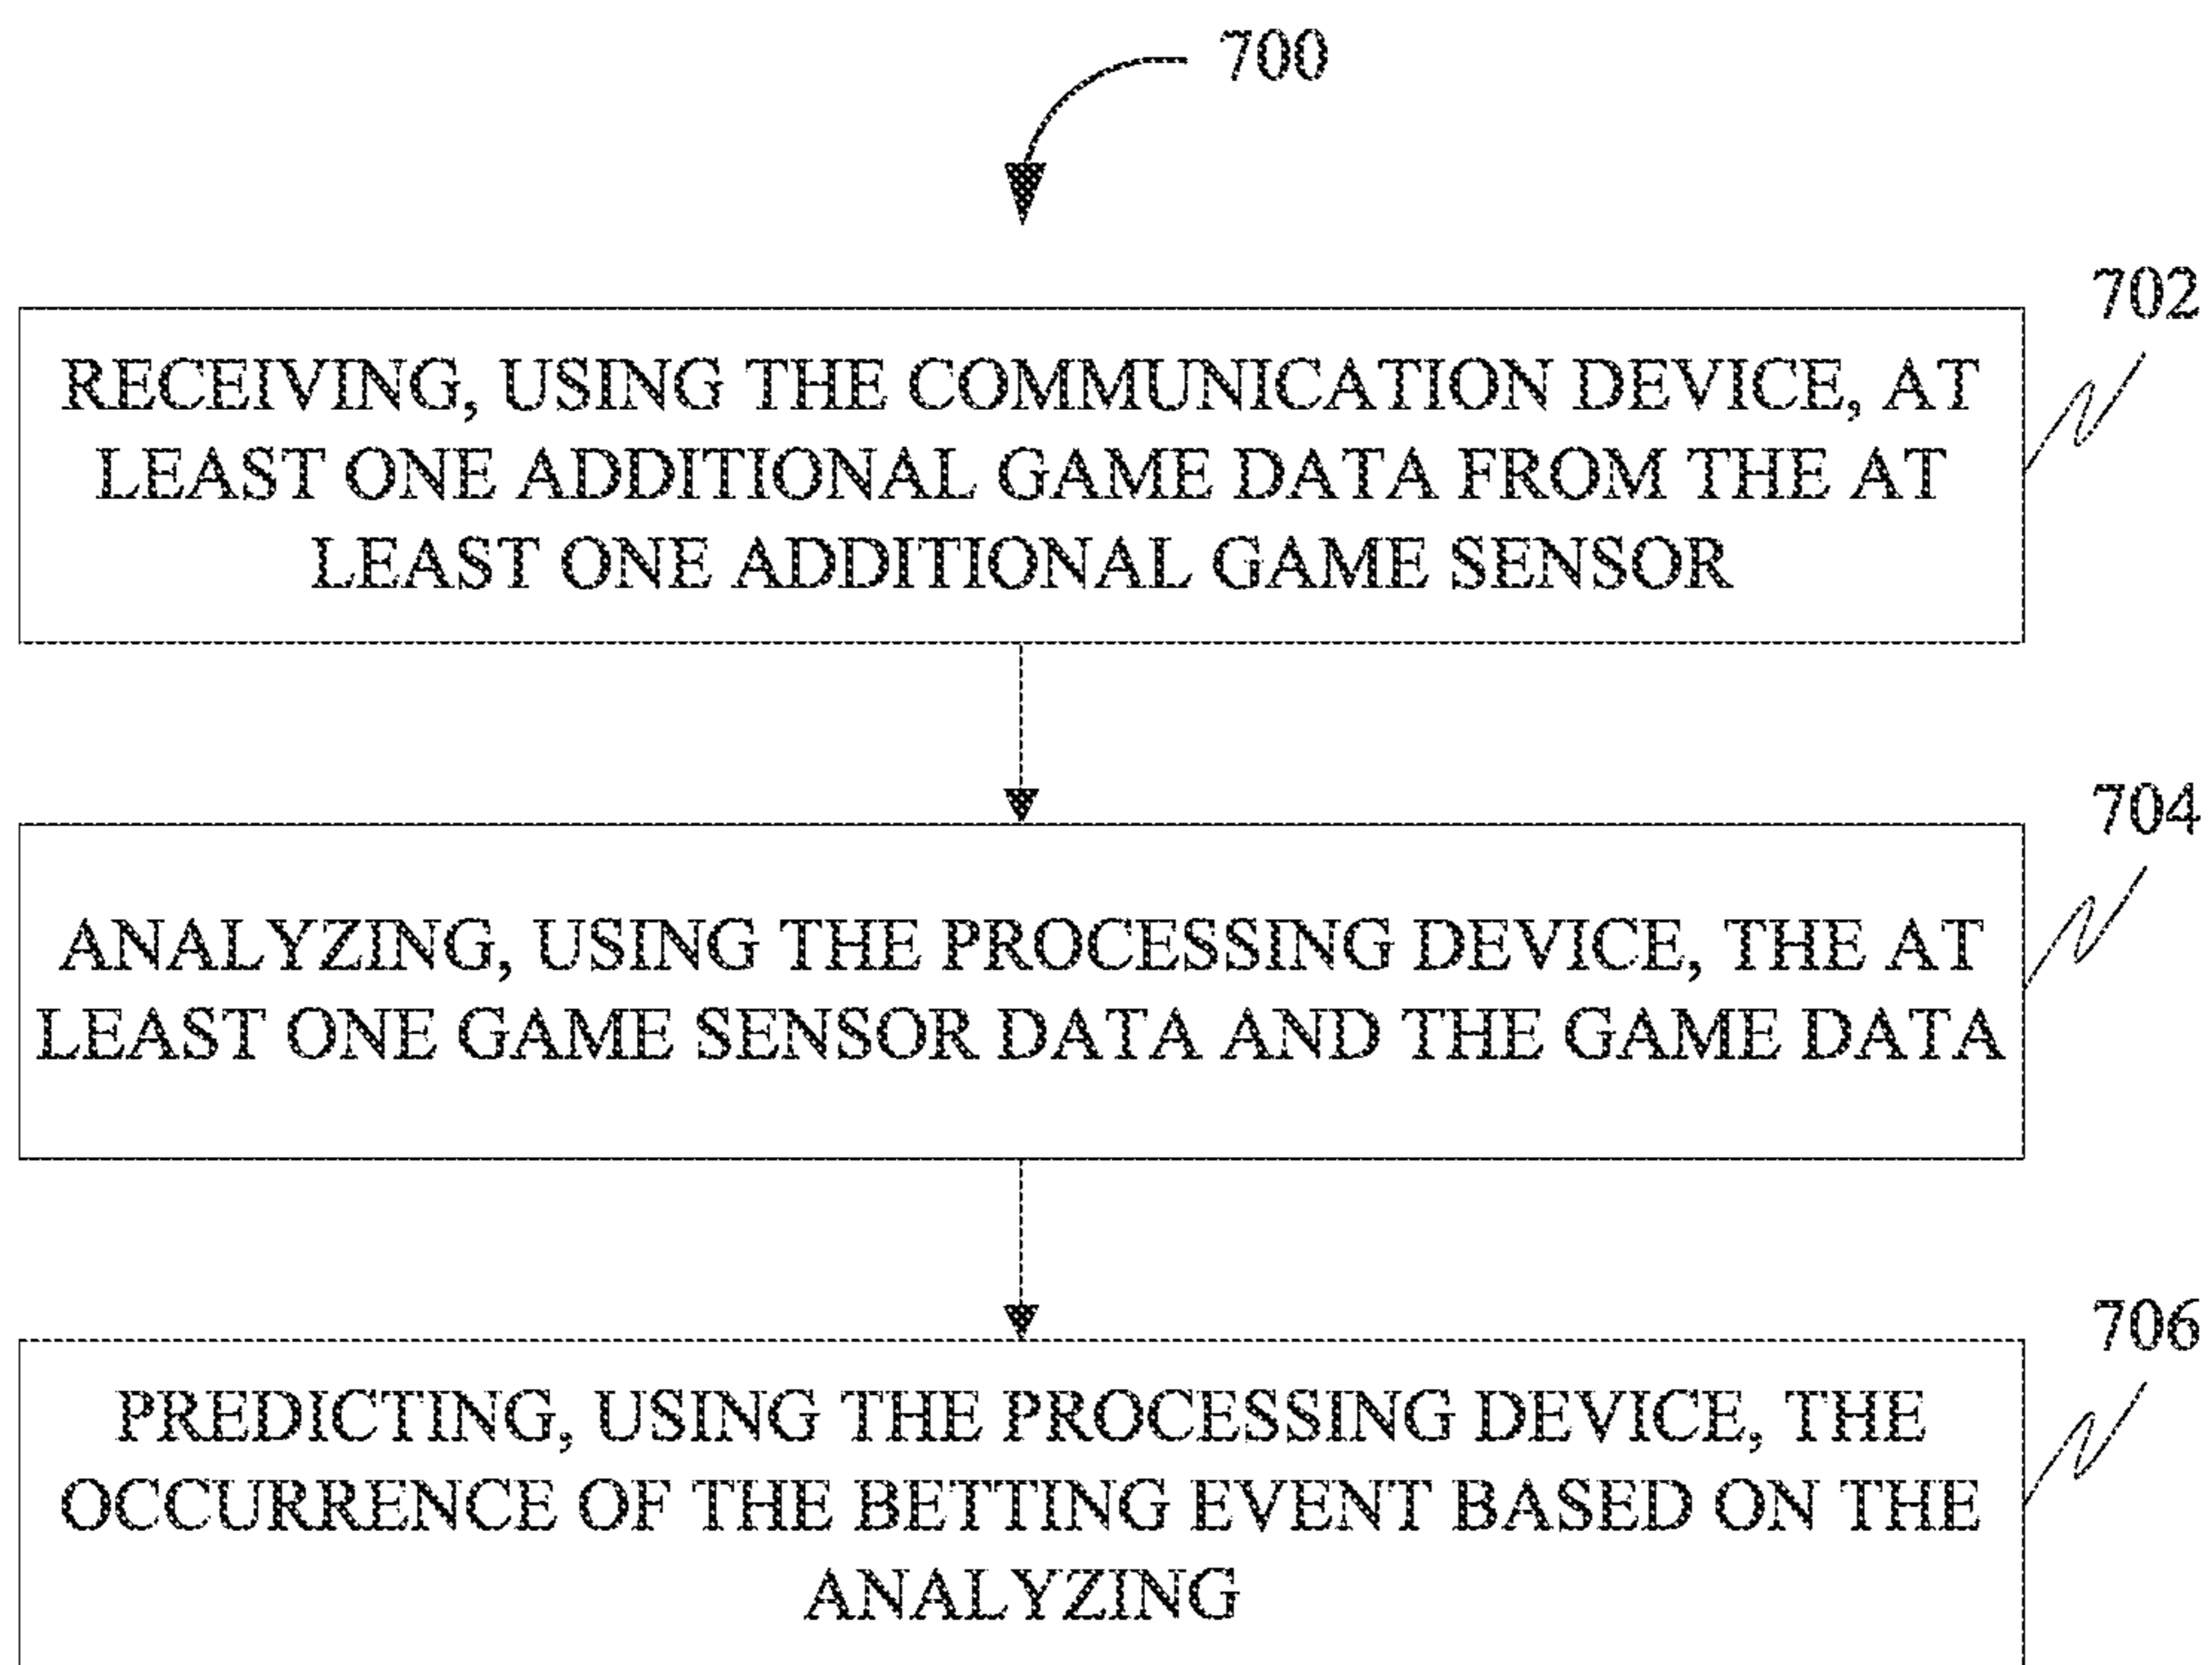 700
702
RECEIVING, USING THE COMMUNICATION DEVICE, AT
LEAST ONE ADDITIONAL GAME DATA FROM THE AT
LEAST ONE ADDITIONAL GAME SENSOR
704
ANALYZING, USING THE PROCESSING DEVICE, THE AT
LEAST ONE GAME SENSOR DATA AND THE GAME DATA
706
PREDICTING, USING THE PROCESSING DEVICE, THE
OCCURRENCE OF THE BETTING EVENT BASED ON THE
ANALYZING